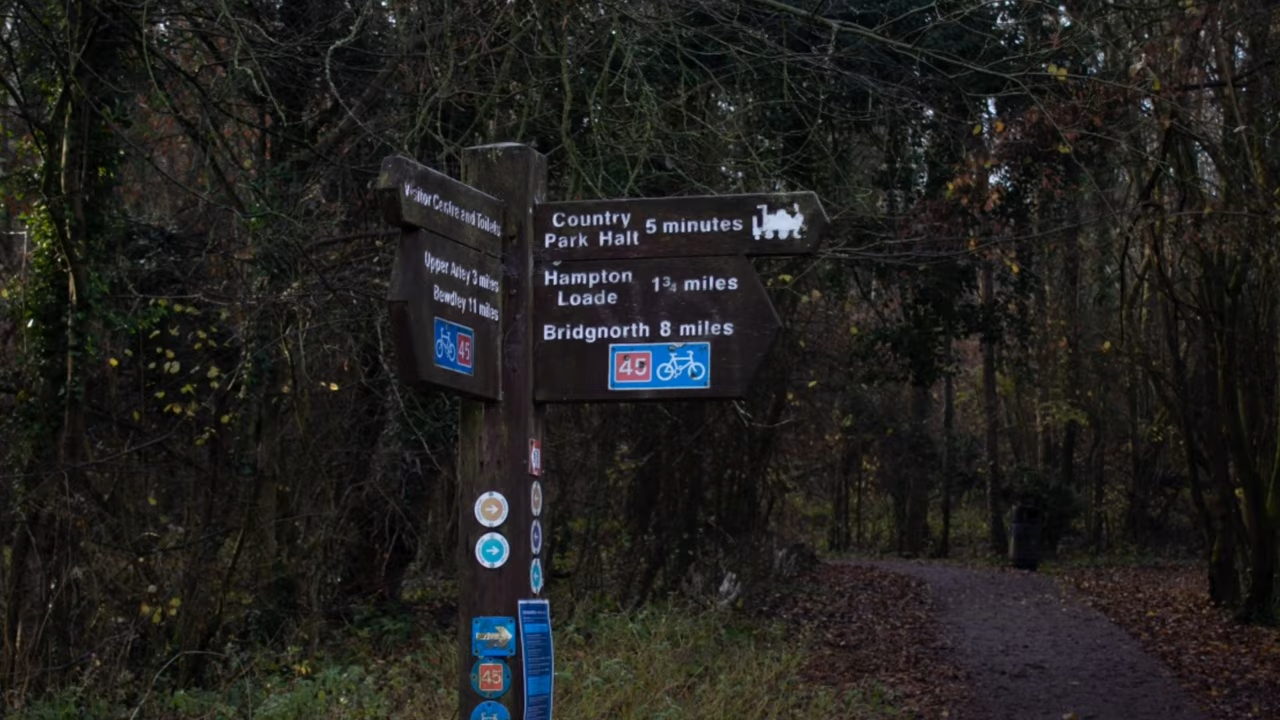 Visitor Centre and Toilets
Upper Arley 3 miles
Bewdley 11 miles
45
Country
Park Halt 5 minutes
Hampton
Loade 1¾ miles
Bridgnorth 8 miles
45
45